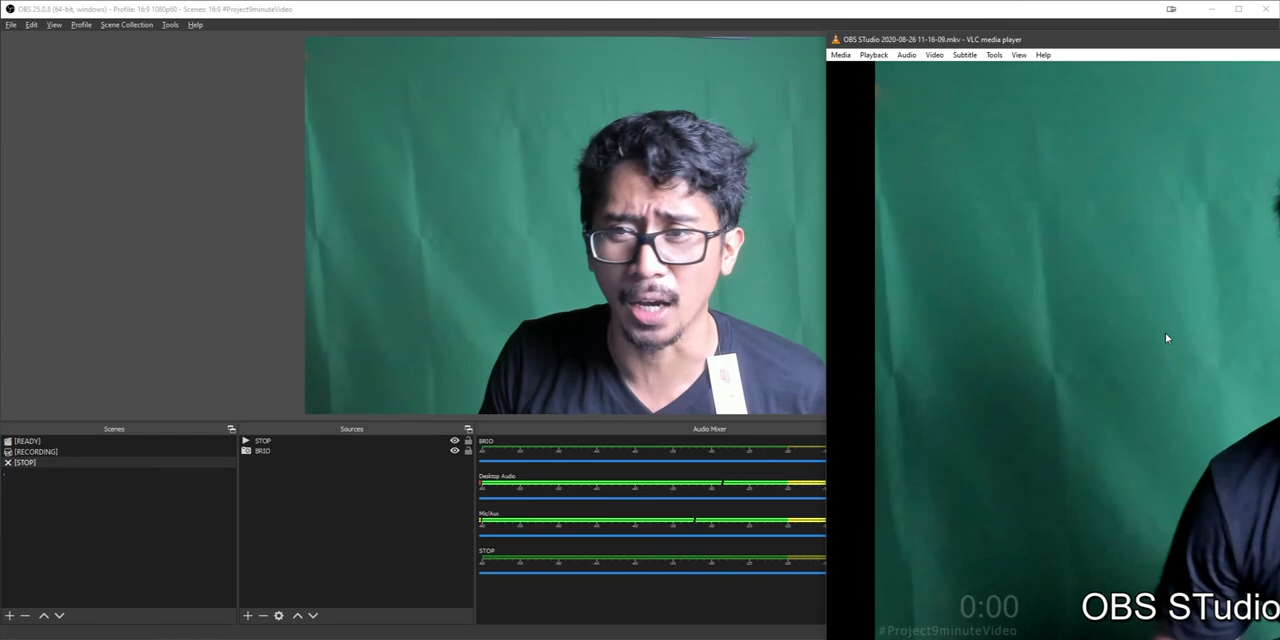 OBS 25.0.8 (64-bit, windows) - Profile: 16:9 1080p60 - Scenes: 16:9 #Project9minuteVideo
File Edit View Profile Scene Collection Tools Help
OBS STudio 2020-08-26 11-16-09.mkv - VLC media player
Media Playback Audio Video Subtitle Tools View Help
Scenes
[READY]
[RECORDING]
[STOP]
Sources
STOP
BRIO
Audio Mixer
BRIO
Desktop Audio
Mic/Aux
STOP
0:00
OBS STudio
#Project9minuteVideo